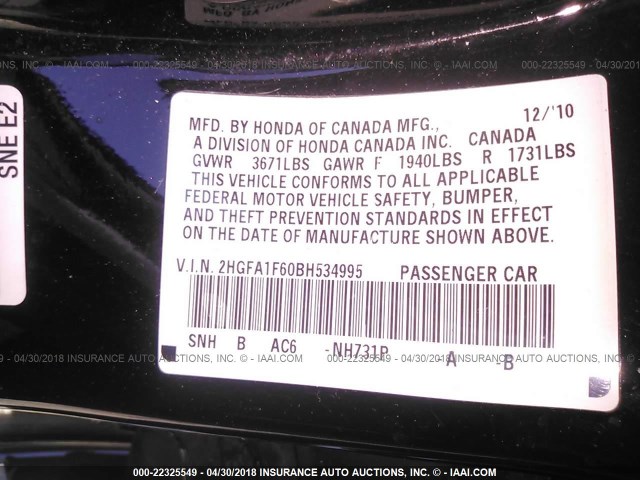 SNE E2
MFD. BY HONDA OF CANADA MFG., 12/'10
A DIVISION OF HONDA CANADA INC. CANADA
GVWR 3671LBS GAWR F 1940LBS R 1731LBS
THIS VEHICLE CONFORMS TO ALL APPLICABLE
FEDERAL MOTOR VEHICLE SAFETY, BUMPER,
AND THEFT PREVENTION STANDARDS IN EFFECT
ON THE DATE OF MANUFACTURE SHOWN ABOVE.
V.I.N. 2HGFA1F60BH534995 PASSENGER CAR
SNH B AC6 -NH731P A -B
000-22325549 - 04/30/2018 INSURANCE AUTO AUCTIONS, INC. - © IAAI.COM